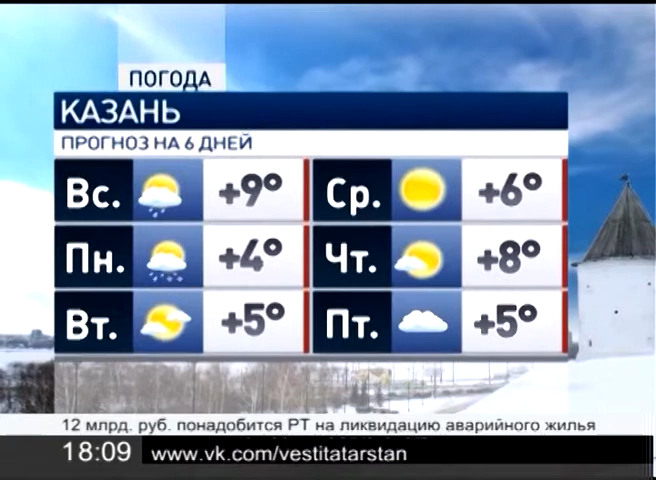 ПОГОДА
КАЗАНЬ
ПРОГНОЗ НА 6 ДНЕЙ
Вс. +9° Ср. +6°
Пн. +4° Чт. +8°
Вт. +5° Пт. +5°
12 млрд. руб. понадобится РТ на ликвидацию аварийного жилья
18:09 www.vk.com/vestitatarstan